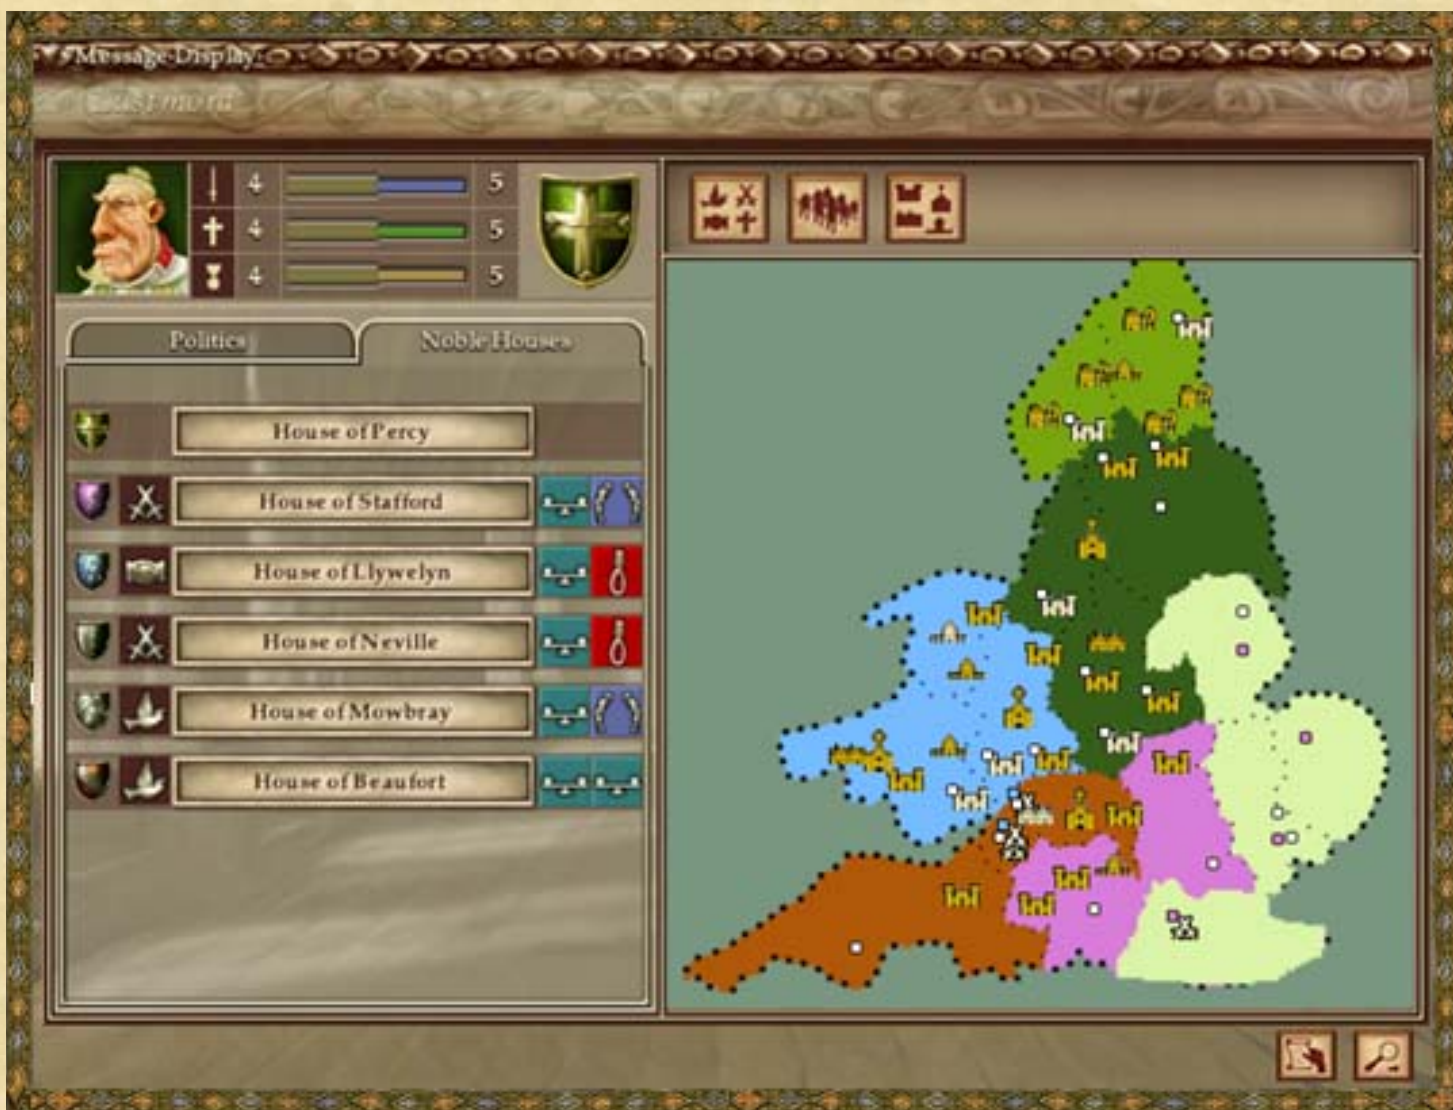 Message Display
4 5
4 5
4 5
Politics Noble Houses
House of Percy
House of Stafford
House of Llywelyn
House of Neville
House of Mowbray
House of Beaufort